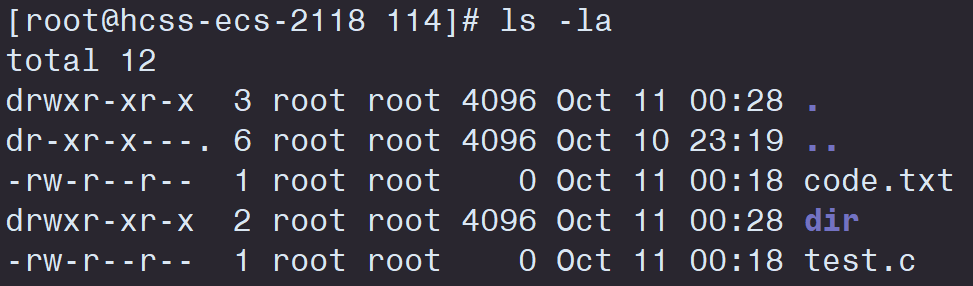 [root@hcss-ecs-2118 114]# ls -la
total 12
drwxr-xr-x  3 root root 4096 Oct 11 00:28 .
dr-xr-x---. 6 root root 4096 Oct 10 23:19 ..
-rw-r--r--  1 root root    0 Oct 11 00:18 code.txt
drwxr-xr-x  2 root root 4096 Oct 11 00:28 dir
-rw-r--r--  1 root root    0 Oct 11 00:18 test.c